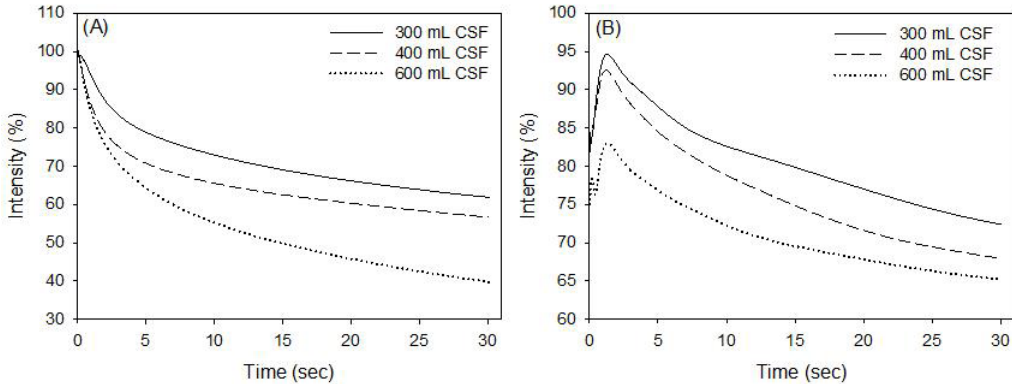 (A)
300 mL CSF
400 mL CSF
600 mL CSF
110
100
90
80
70
60
50
40
30
Intensity (%)
0 5 10 15 20 25 30
Time (sec)
(B)
300 mL CSF
400 mL CSF
600 mL CSF
100
95
90
85
80
75
70
65
60
Intensity (%)
0 5 10 15 20 25 30
Time (sec)